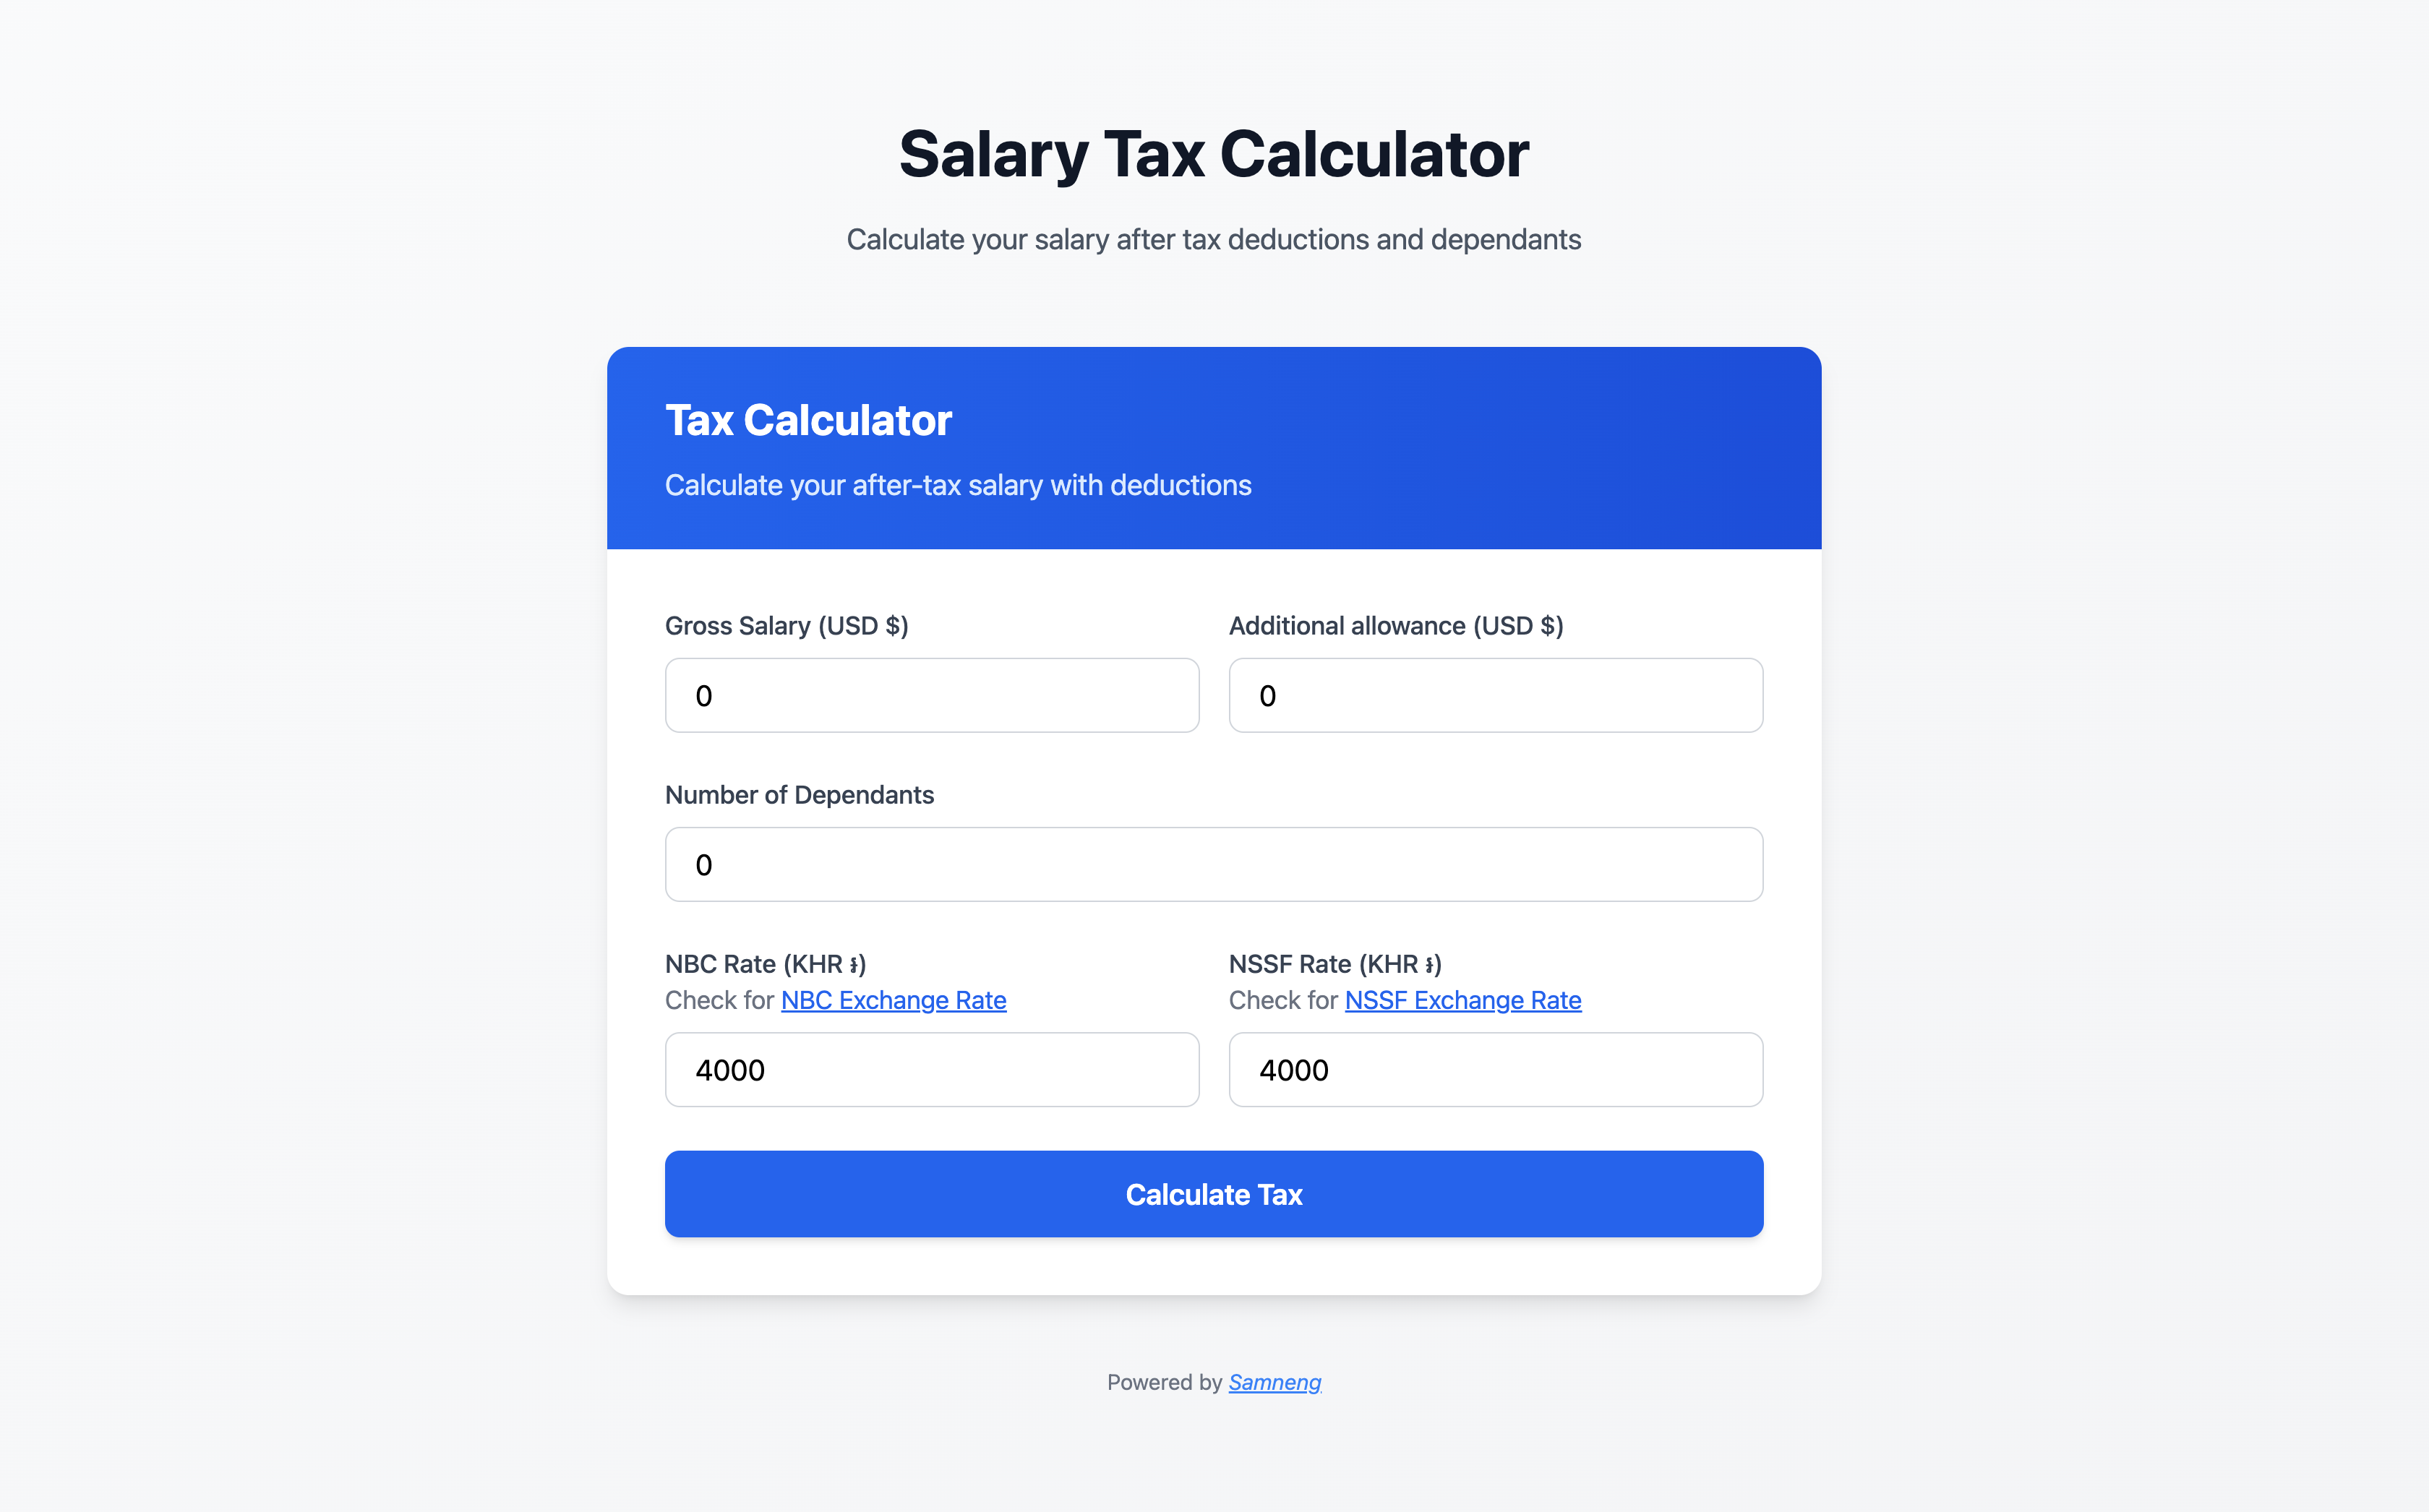 Salary Tax Calculator
Calculate your salary after tax deductions and dependants
Tax Calculator
Calculate your after-tax salary with deductions
Gross Salary (USD $)
Additional allowance (USD $)
0
0
Number of Dependants
0
NBC Rate (KHR ៛)
Check for NBC Exchange Rate
NSSF Rate (KHR ៛)
Check for NSSF Exchange Rate
4000
4000
Calculate Tax
Powered by Samneng